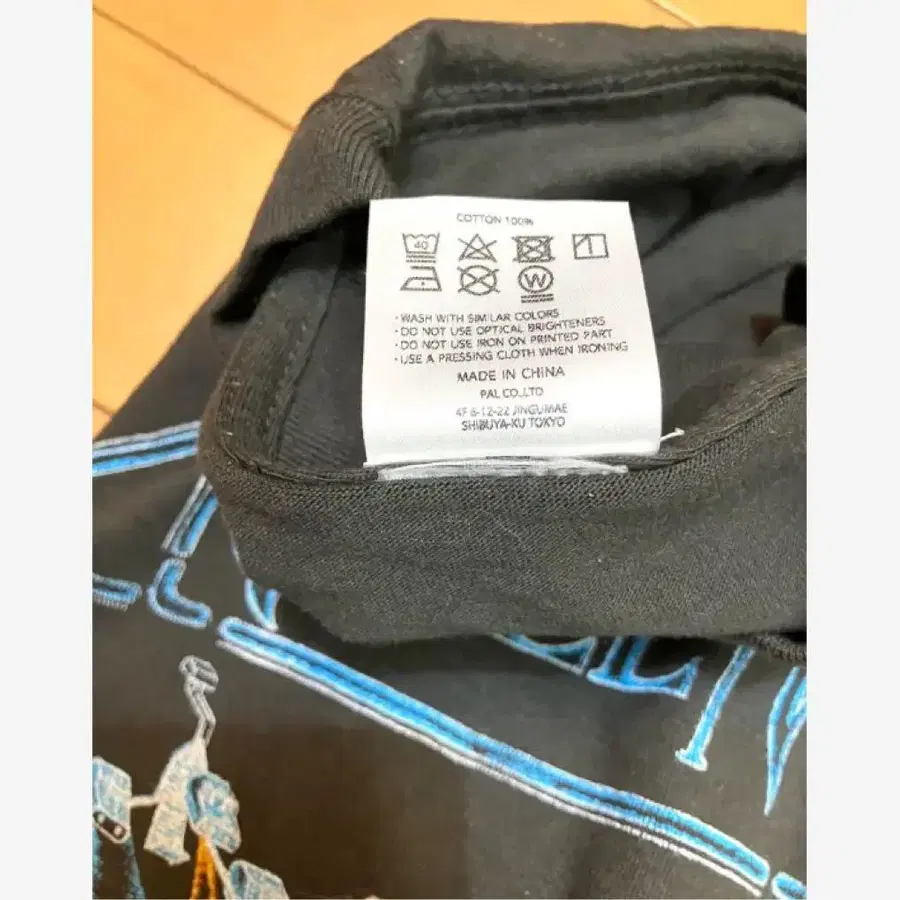 COTTON 100%
40
W
· WASH WITH SIMILAR COLORS
· DO NOT USE OPTICAL BRIGHTENERS
· DO NOT USE IRON ON PRINTED PART
· USE A PRESSING CLOTH WHEN IRONING
MADE IN CHINA
PAL CO.,LTD
4F 6-12-22 JINGUMAE
SHIBUYA-KU TOKYO